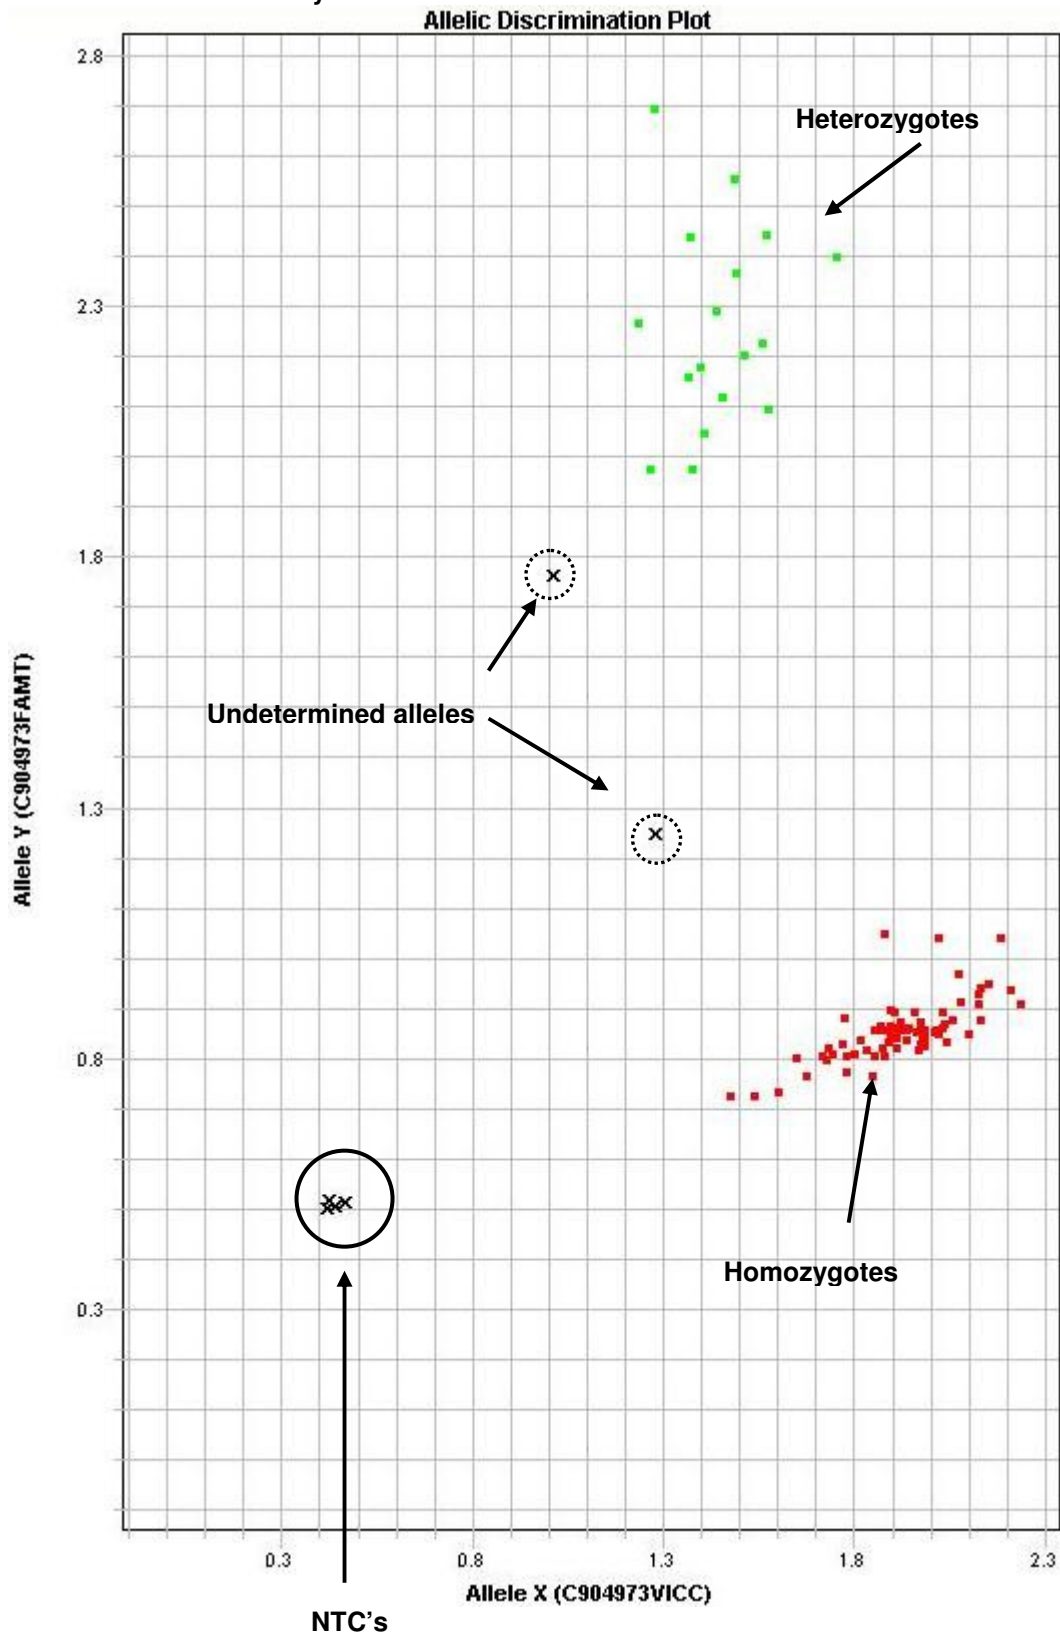 Allelic Discrimination Plot
2.8
Heterozygotes
2.3
1.8
Undetermined alleles
1.3
0.8
Homozygotes
0.3
Allele Y (C904973FAMT)
0.3 0.8 1.3 1.8 2.3
Allele X (C904973VICC)
NTC's